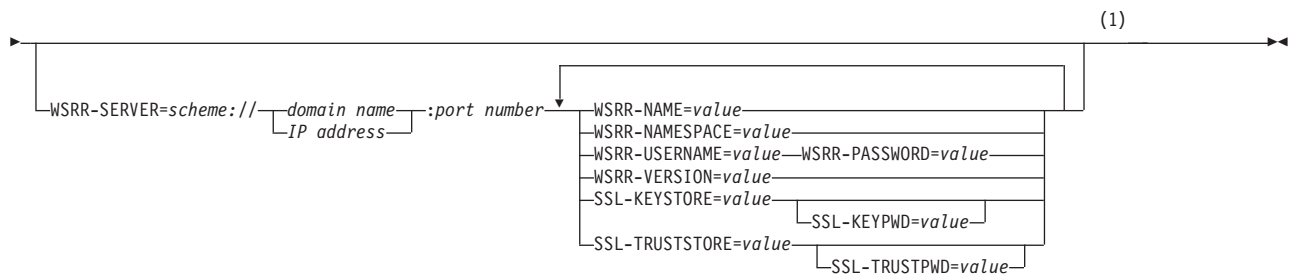 (1)
WSRR-SERVER=scheme:// domain name :port number WSRR-NAME=value
IP address WSRR-NAMESPACE=value
WSRR-USERNAME=value WSRR-PASSWORD=value
WSRR-VERSION=value
SSL-KEYSTORE=value
SSL-KEYPWD=value
SSL-TRUSTSTORE=value
SSL-TRUSTPWD=value